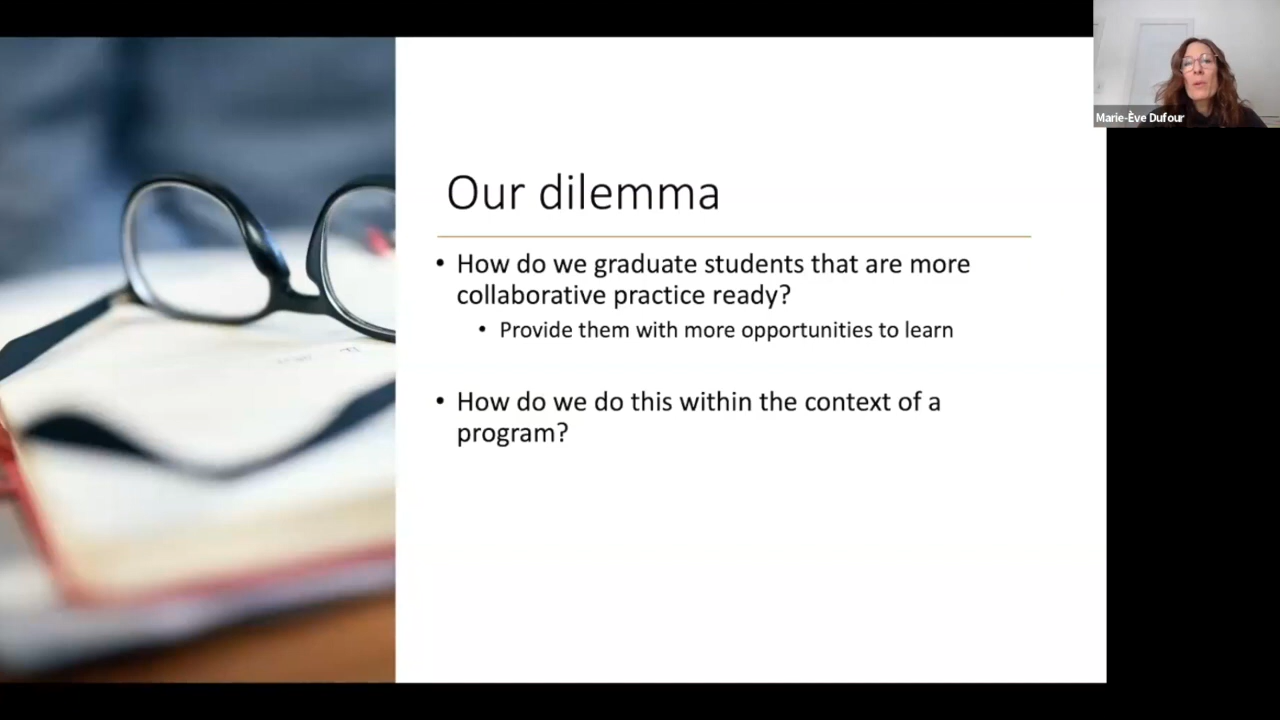 Marie-Ève Dufour
Our dilemma
• How do we graduate students that are more
collaborative practice ready?
• Provide them with more opportunities to learn
• How do we do this within the context of a
program?